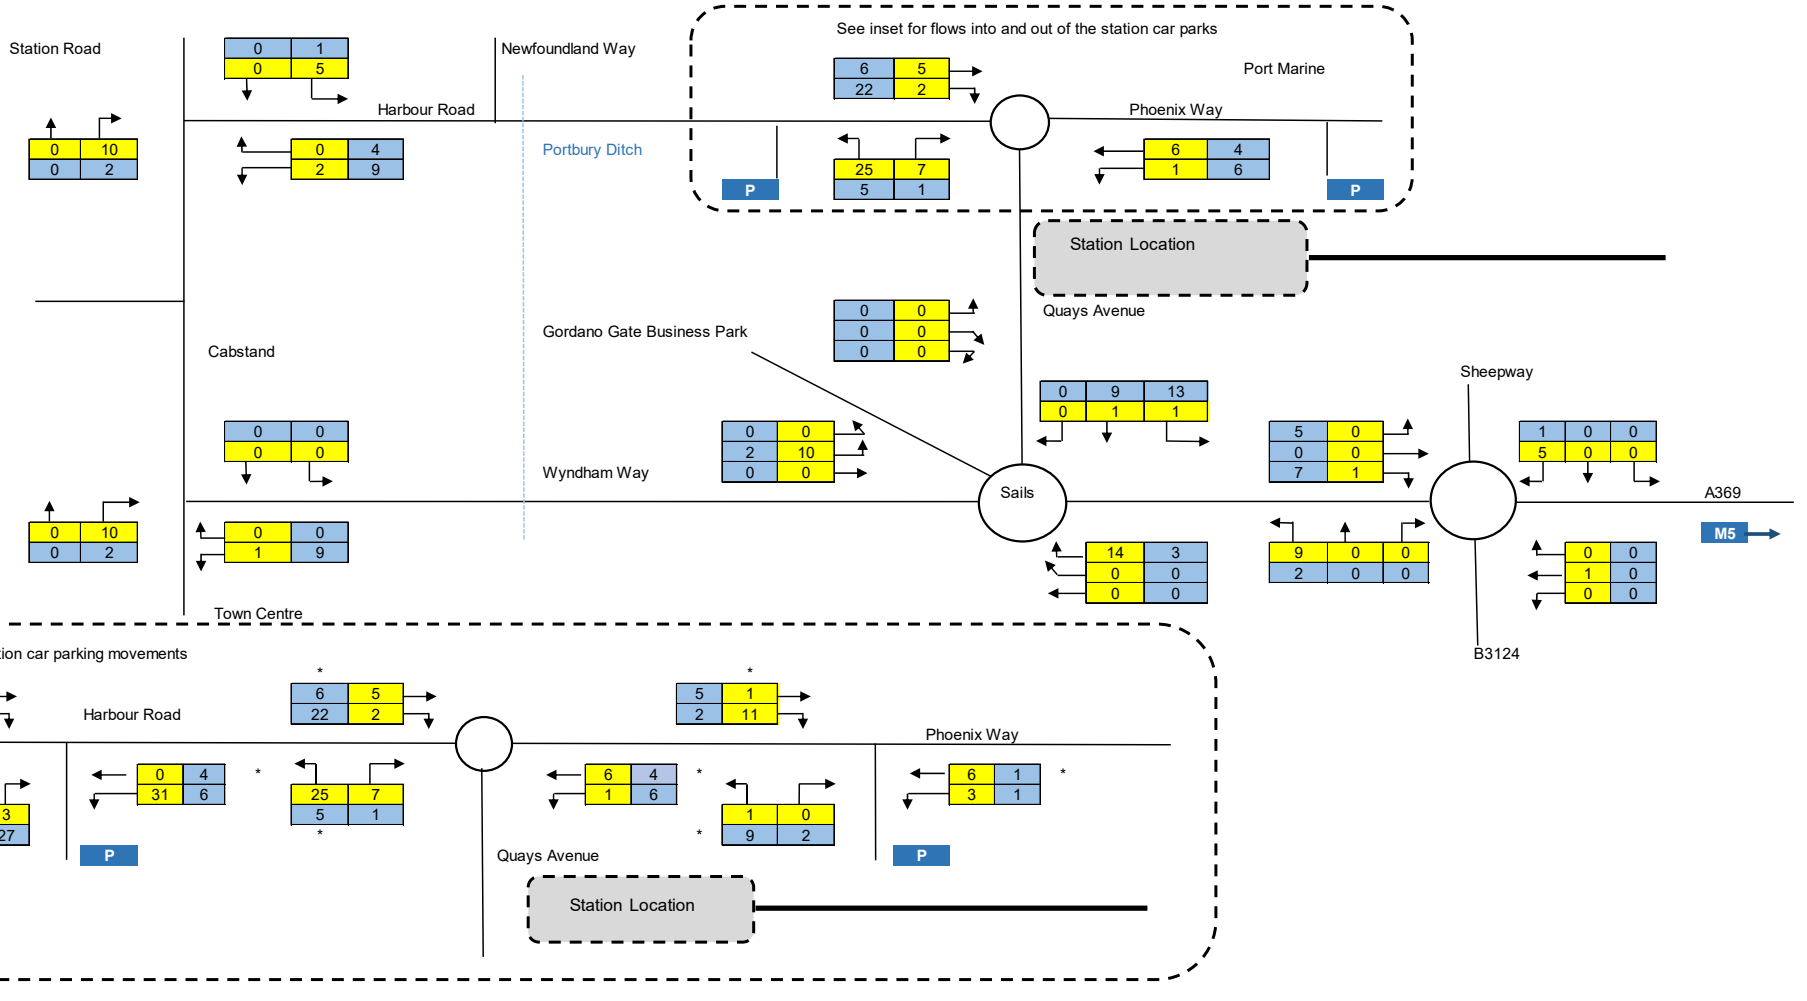 See inset for flows into and out of the station car parks
Station Road
0 1
0 5
Newfoundland Way
6 5
22 2
Port Marine
Harbour Road
Phoenix Way
0 10
0 2
0 4
2 9
Portbury Ditch
25 7
5 1
6 4
1 6
P
P
Station Location
Quays Avenue
0 0
0 0
0 0
Gordano Gate Business Park
Cabstand
Sheepway
0 9 13
0 1 1
0 0
0 0
0 0
2 10
0 0
5 0
0 0
7 1
1 0 0
5 0 0
Wyndham Way
Sails
A369
0 10
0 2
0 0
1 9
14 3
0 0
0 0
9 0 0
2 0 0
0 0
1 0
0 0
M5
Town Centre
tion car parking movements
B3124
*
*
6 5
22 2
5 1
2 11
Harbour Road
Phoenix Way
0 4
31 6
*
25 7
5 1
*
6 4
1 6
*
1 0
9 2
*
6 1
3 1
*
3
27
P
Quays Avenue
P
Station Location